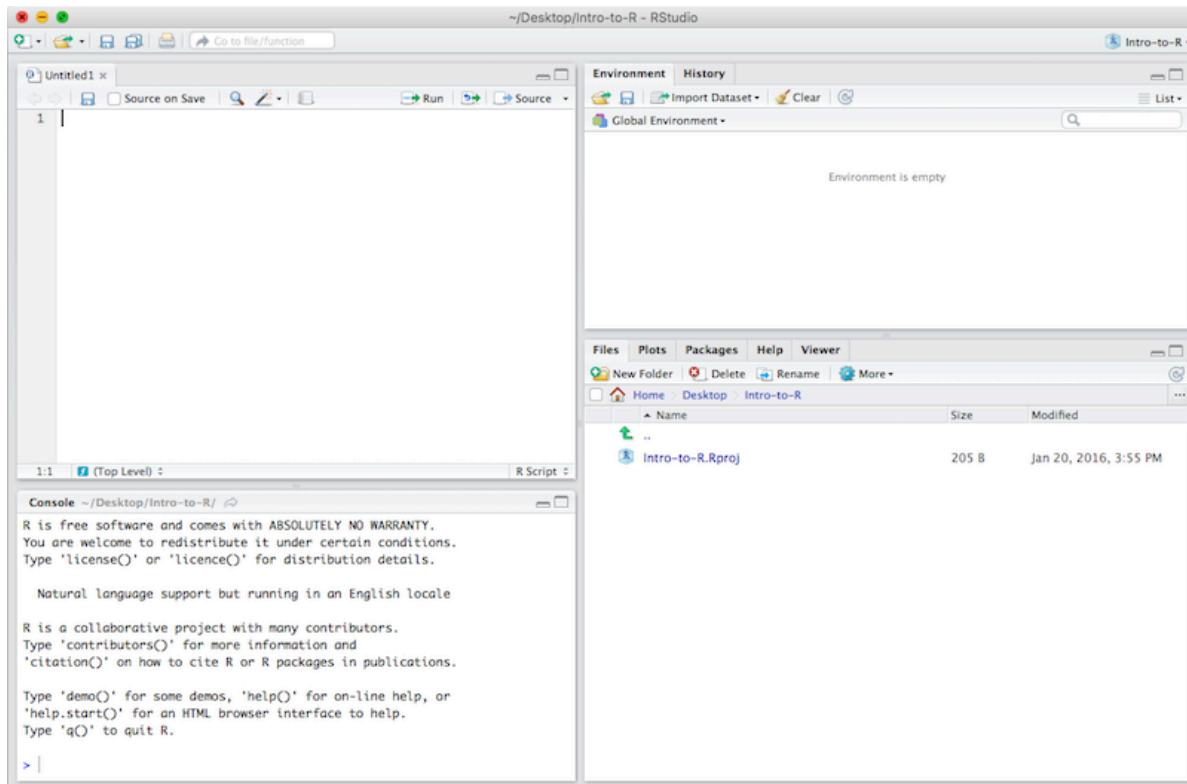 ~/Desktop/Intro-to-R - RStudio
Go to file/function
Intro-to-R
Untitled1
Source on Save
Run
Source
1
1:1
(Top Level)
R Script
Console ~/Desktop/Intro-to-R/
R is free software and comes with ABSOLUTELY NO WARRANTY.
You are welcome to redistribute it under certain conditions.
Type 'license()' or 'licence()' for distribution details.
Natural language support but running in an English locale
R is a collaborative project with many contributors.
Type 'contributors()' for more information and
'citation()' on how to cite R or R packages in publications.
Type 'demo()' for some demos, 'help()' for on-line help, or
'help.start()' for an HTML browser interface to help.
Type 'q()' to quit R.
>
Environment History
Import Dataset Clear List
Global Environment
Environment is empty
Files Plots Packages Help Viewer
New Folder Delete Rename More
Home Desktop Intro-to-R ...
Name Size Modified
..
Intro-to-R.Rproj 205 B Jan 20, 2016, 3:55 PM